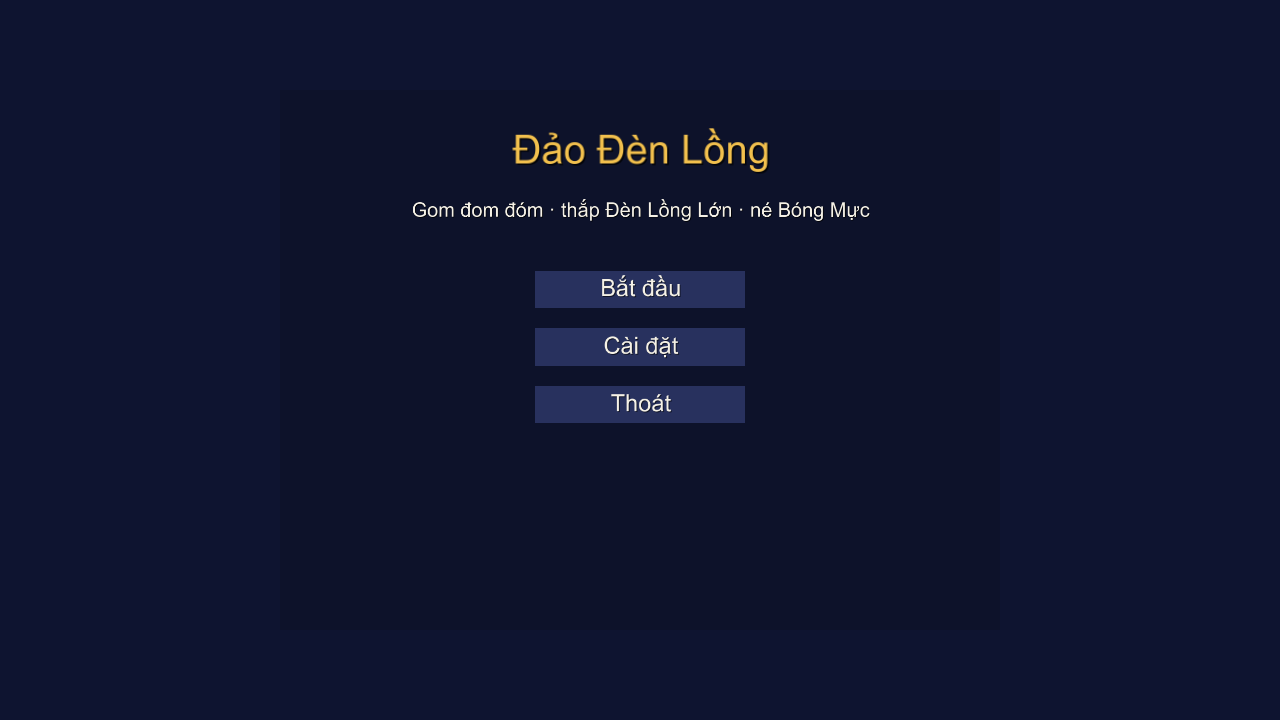 Đảo Đèn Lồng
Gom đom đóm · thắp Đèn Lồng Lớn · né Bóng Mực
Bắt đầu
Cài đặt
Thoát